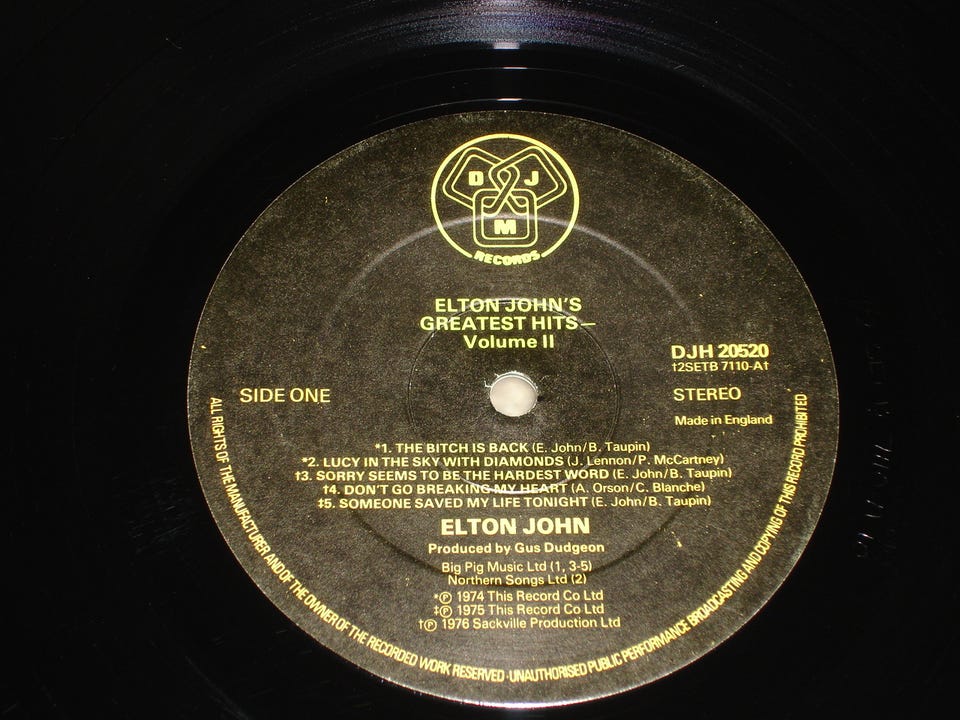 D J
M
RECORDS
ELTON JOHN'S
GREATEST HITS—
Volume II
DJH 20520
†2SETB 7110-A†
SIDE ONE
STEREO
Made in England
*1. THE BITCH IS BACK (E. John/B. Taupin)
*2. LUCY IN THE SKY WITH DIAMONDS (J. Lennon/P. McCartney)
†3. SORRY SEEMS TO BE THE HARDEST WORD (E. John/B. Taupin)
†4. DON'T GO BREAKING MY HEART (A. Orson/C. Blanche)
‡5. SOMEONE SAVED MY LIFE TONIGHT (E. John/B. Taupin)
ELTON JOHN
Produced by Gus Dudgeon
Big Pig Music Ltd (1, 3-5)
Northern Songs Ltd (2)
*℗ 1974 This Record Co Ltd
‡℗ 1975 This Record Co Ltd
†℗ 1976 Sackville Production Ltd
ALL RIGHTS OF THE MANUFACTURER AND OF THE OWNER OF THE RECORDED WORK RESERVED · UNAUTHORISED PUBLIC PERFORMANCE BROADCASTING AND COPYING OF THIS RECORD PROHIBITED